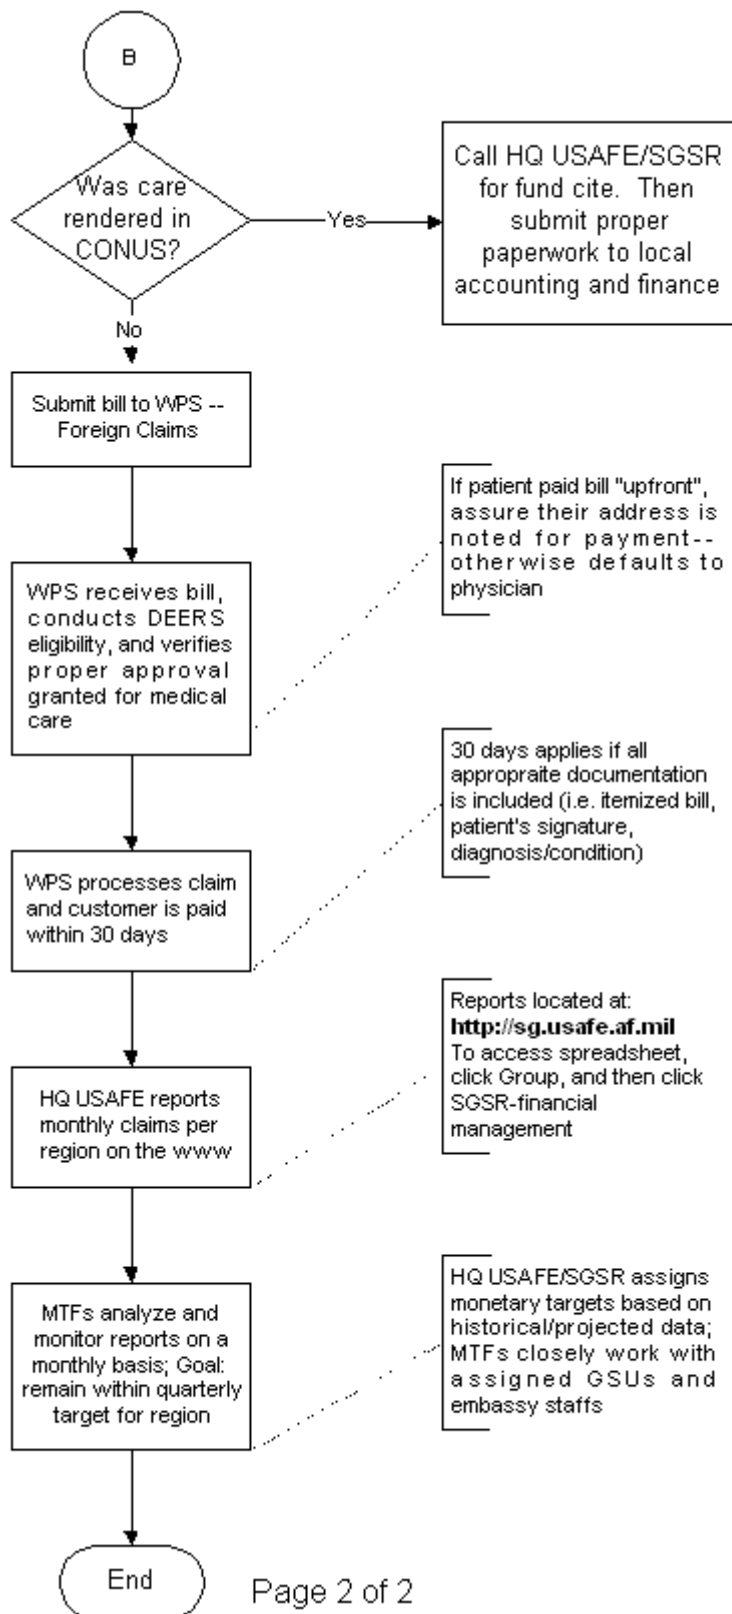 B
Was care
rendered in
CONUS?
Yes
Call HQ USAFE/SGSR
for fund cite. Then
submit proper
paperwork to local
accounting and finance
No
Submit bill to WPS --
Foreign Claims
If patient paid bill "upfront",
assure their address is
noted for payment--
otherwise defaults to
physician
WPS receives bill,
conducts DEERS
eligibility, and verifies
proper approval
granted for medical
care
30 days applies if all
appropraite documentation
is included (i.e. itemized bill,
patient's signature,
diagnosis/condition)
WPS processes claim
and customer is paid
within 30 days
Reports located at:
http://sg.usafe.af.mil
To access spreadsheet,
click Group, and then click
SGSR-financial
management
HQ USAFE reports
monthly claims per
region on the www
HQ USAFE/SGSR assigns
monetary targets based on
historical/projected data;
MTFs closely work with
assigned GSUs and
embassy staffs
MTFs analyze and
monitor reports on a
monthly basis; Goal:
remain within quarterly
target for region
End
Page 2 of 2